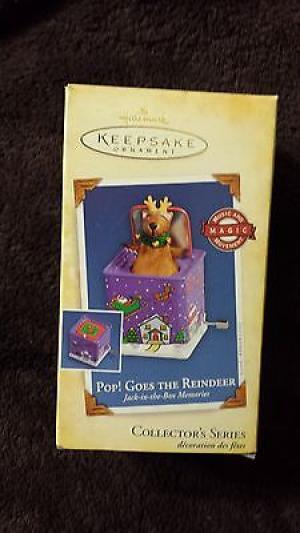 Hallmark
KEEPSAKE
ORNAMENT
MUSIC AND
MAGIC
MOVEMENT
POP! GOES THE REINDEER
Jack-in-the-Box Memories
COLLECTOR'S SERIES
décoration des fêtes